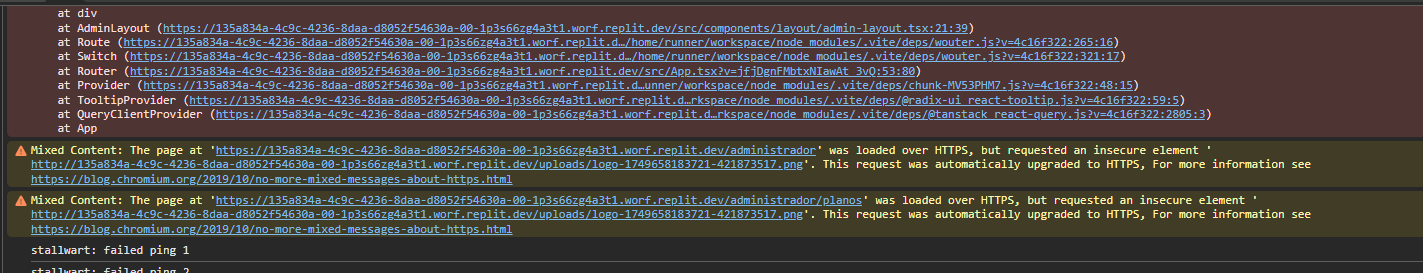 at div
at AdminLayout (https://135a834a-4c9c-4236-8daa-d8052f54630a-00-1p3s66zg4a3t1.worf.replit.dev/src/components/layout/admin-layout.tsx:21:39)
at Route (https://135a834a-4c9c-4236-8daa-d8052f54630a-00-1p3s66zg4a3t1.worf.replit.d…/home/runner/workspace/node_modules/.vite/deps/wouter.js?v=4c16f322:265:16)
at Switch (https://135a834a-4c9c-4236-8daa-d8052f54630a-00-1p3s66zg4a3t1.worf.replit.d…/home/runner/workspace/node_modules/.vite/deps/wouter.js?v=4c16f322:321:17)
at Router (https://135a834a-4c9c-4236-8daa-d8052f54630a-00-1p3s66zg4a3t1.worf.replit.dev/src/App.tsx?v=jfjDgnFMbtxNIawAt_3vQ:53:80)
at Provider (https://135a834a-4c9c-4236-8daa-d8052f54630a-00-1p3s66zg4a3t1.worf.replit.d…unner/workspace/node_modules/.vite/deps/chunk-MV53PHM7.js?v=4c16f322:48:15)
at TooltipProvider (https://135a834a-4c9c-4236-8daa-d8052f54630a-00-1p3s66zg4a3t1.worf.replit.d…rkspace/node_modules/.vite/deps/@radix-ui_react-tooltip.js?v=4c16f322:59:5)
at QueryClientProvider (https://135a834a-4c9c-4236-8daa-d8052f54630a-00-1p3s66zg4a3t1.worf.replit.d…rkspace/node_modules/.vite/deps/@tanstack_react-query.js?v=4c16f322:2805:3)
at App
Mixed Content: The page at 'https://135a834a-4c9c-4236-8daa-d8052f54630a-00-1p3s66zg4a3t1.worf.replit.dev/administrador' was loaded over HTTPS, but requested an insecure element '
http://135a834a-4c9c-4236-8daa-d8052f54630a-00-1p3s66zg4a3t1.worf.replit.dev/uploads/logo-1749658183721-421873517.png'. This request was automatically upgraded to HTTPS, For more information see
https://blog.chromium.org/2019/10/no-more-mixed-messages-about-https.html
Mixed Content: The page at 'https://135a834a-4c9c-4236-8daa-d8052f54630a-00-1p3s66zg4a3t1.worf.replit.dev/administrador/planos' was loaded over HTTPS, but requested an insecure element '
http://135a834a-4c9c-4236-8daa-d8052f54630a-00-1p3s66zg4a3t1.worf.replit.dev/uploads/logo-1749658183721-421873517.png'. This request was automatically upgraded to HTTPS, For more information see
https://blog.chromium.org/2019/10/no-more-mixed-messages-about-https.html
stallwart: failed ping 1
stallwart: failed ping 2